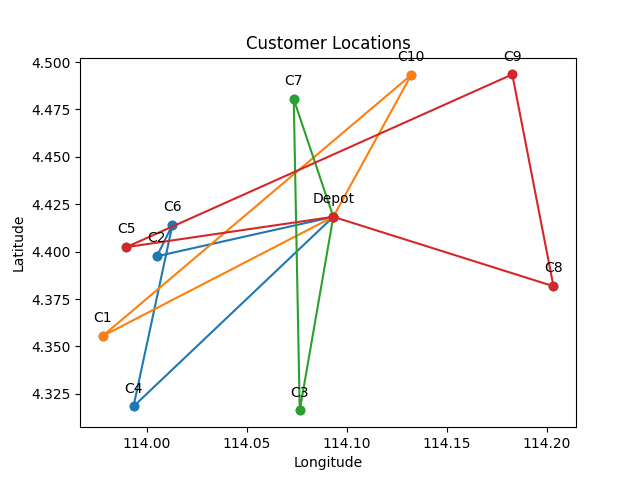 Customer Locations
C10
C9
C7
Depot
C6
C5
C2
C8
C1
C4
C3
4.500
4.475
4.450
4.425
4.400
4.375
4.350
4.325
Latitude
114.00
114.05
114.10
114.15
114.20
Longitude